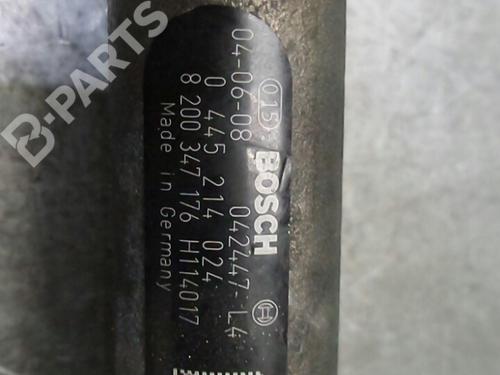 015 BOSCH
04-06-08 042447-L4
0 445 214 024
8 200 347 176 H114017
Made in Germany
B-PARTS